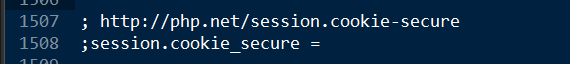 1507 ; http://php.net/session.cookie-secure
1508 ;session.cookie_secure =